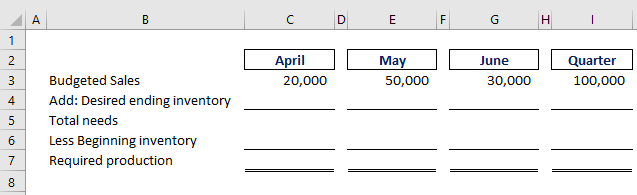 A B C D E F G H I
1
2 April May June Quarter
3 Budgeted Sales 20,000 50,000 30,000 100,000
4 Add: Desired ending inventory
5 Total needs
6 Less Beginning inventory
7 Required production
8